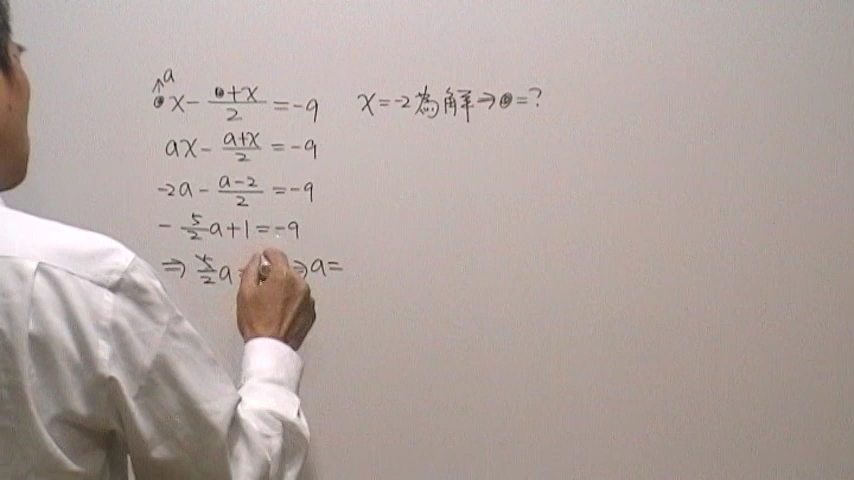 ↑a
●x - (●+x)/2 = -9 x=-2為解⇒●=?
ax - (a+x)/2 = -9
-2a - (a-2)/2 = -9
- 5/2 a+1=-9
⇒ 5/2 a= ⇒a=